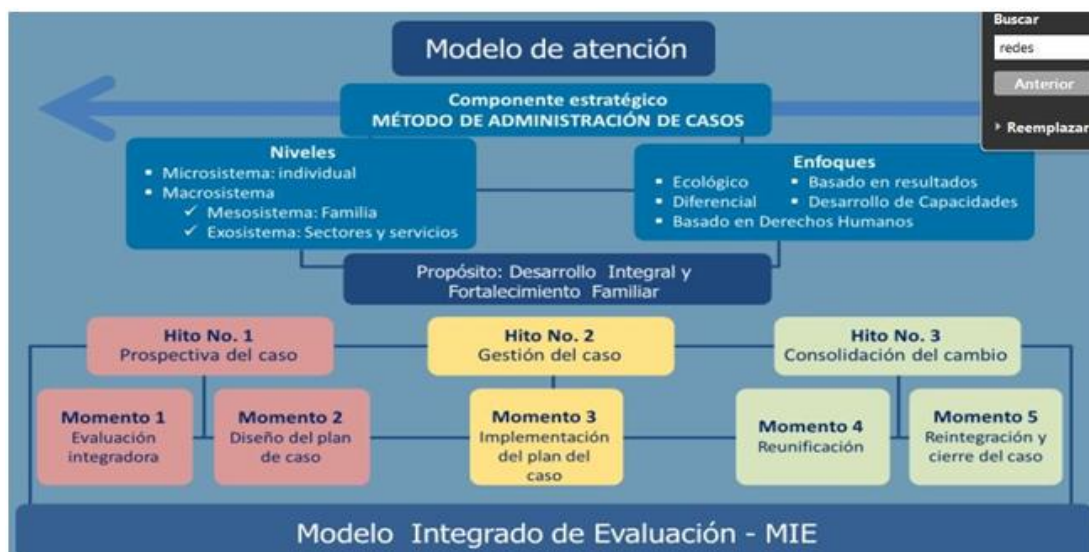 Modelo de atención
Buscar
redes
Anterior
Reemplazar
Componente estratégico
MÉTODO DE ADMINISTRACIÓN DE CASOS
Niveles
▪ Microsistema: individual
▪ Macrosistema
✓ Mesosistema: Familia
✓ Exosistema: Sectores y servicios
Enfoques
▪ Ecológico ▪ Basado en resultados
▪ Diferencial ▪ Desarrollo de Capacidades
▪ Basado en Derechos Humanos
Propósito: Desarrollo Integral y
Fortalecimiento Familiar
Hito No. 1
Prospectiva del caso
Hito No. 2
Gestión del caso
Hito No. 3
Consolidación del cambio
Momento 1
Evaluación
integradora
Momento 2
Diseño del plan
de caso
Momento 3
Implementación
del plan del
caso
Momento 4
Reunificación
Momento 5
Reintegración y
cierre del caso
Modelo Integrado de Evaluación - MIE